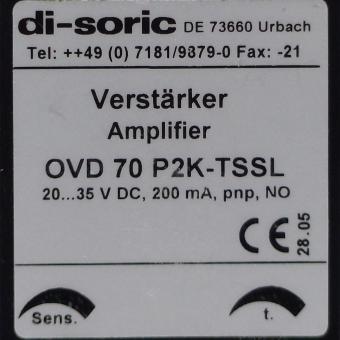 di-soric DE 73660 Urbach
Tel: ++49 (0) 7181/9879-0 Fax: -21
Verstärker
Amplifier
OVD 70 P2K-TSSL
20...35 V DC, 200 mA, pnp, NO
CE 28.05
Sens. t.